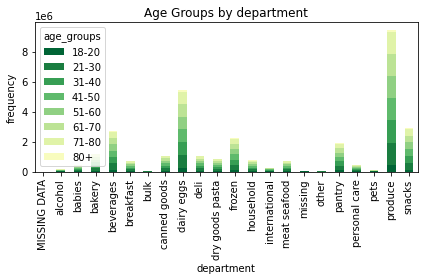 Age Groups by department
1e6
age_groups
18-20
21-30
31-40
41-50
51-60
61-70
71-80
80+
frequency
8
6
4
2
0
MISSING DATA
alcohol
babies
bakery
beverages
breakfast
bulk
canned goods
dairy eggs
deli
dry goods pasta
frozen
household
international
meat seafood
missing
other
pantry
personal care
pets
produce
snacks
department